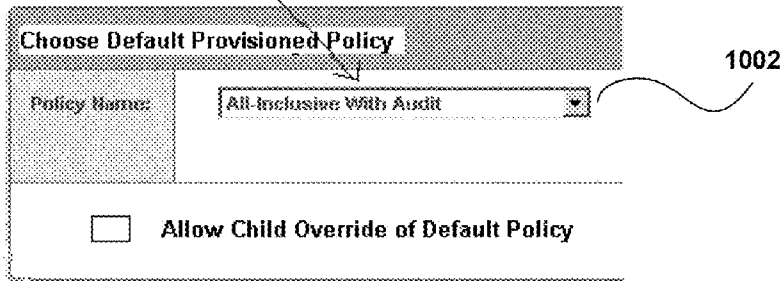 Choose Default Provisioned Policy
1002
Policy Name: All-Inclusive With Audit
Allow Child Override of Default Policy